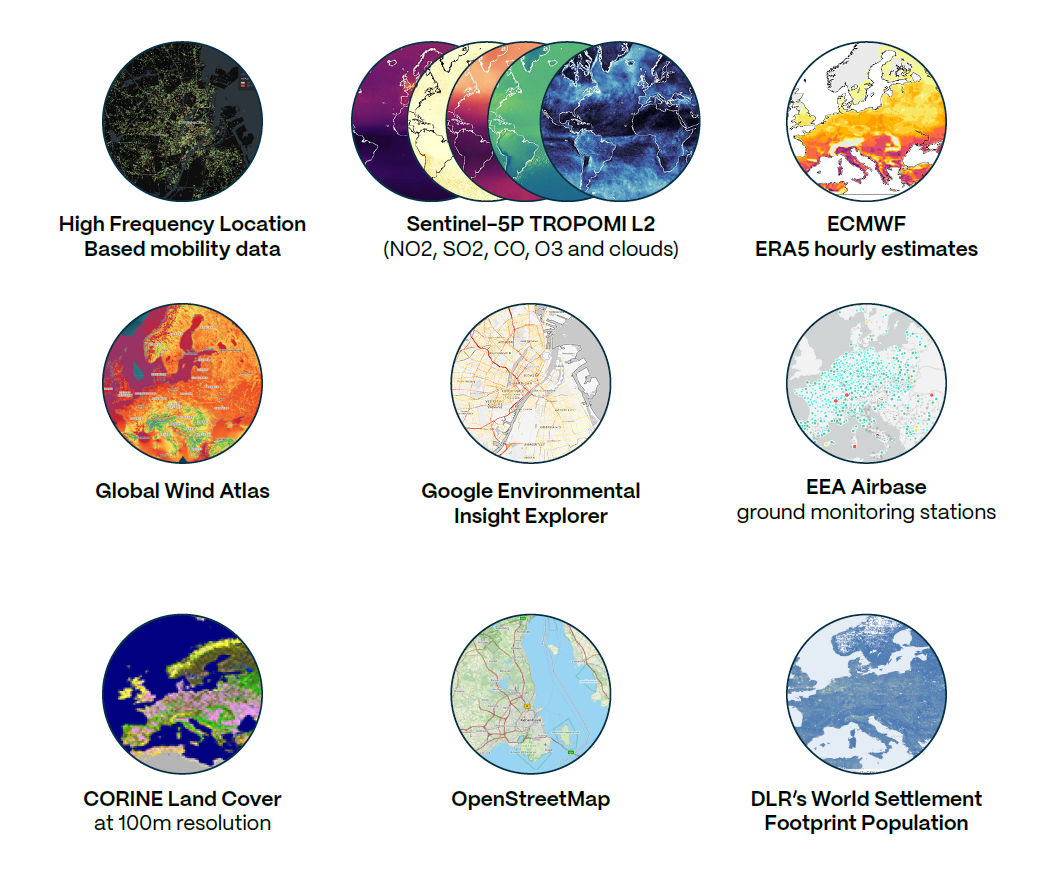 High Frequency Location
Based mobility data
Sentinel-5P TROPOMI L2
(NO2, SO2, CO, O3 and clouds)
ECMWF
ERA5 hourly estimates
Global Wind Atlas
Google Environmental
Insight Explorer
EEA Airbase
ground monitoring stations
CORINE Land Cover
at 100m resolution
OpenStreetMap
DLR’s World Settlement
Footprint Population